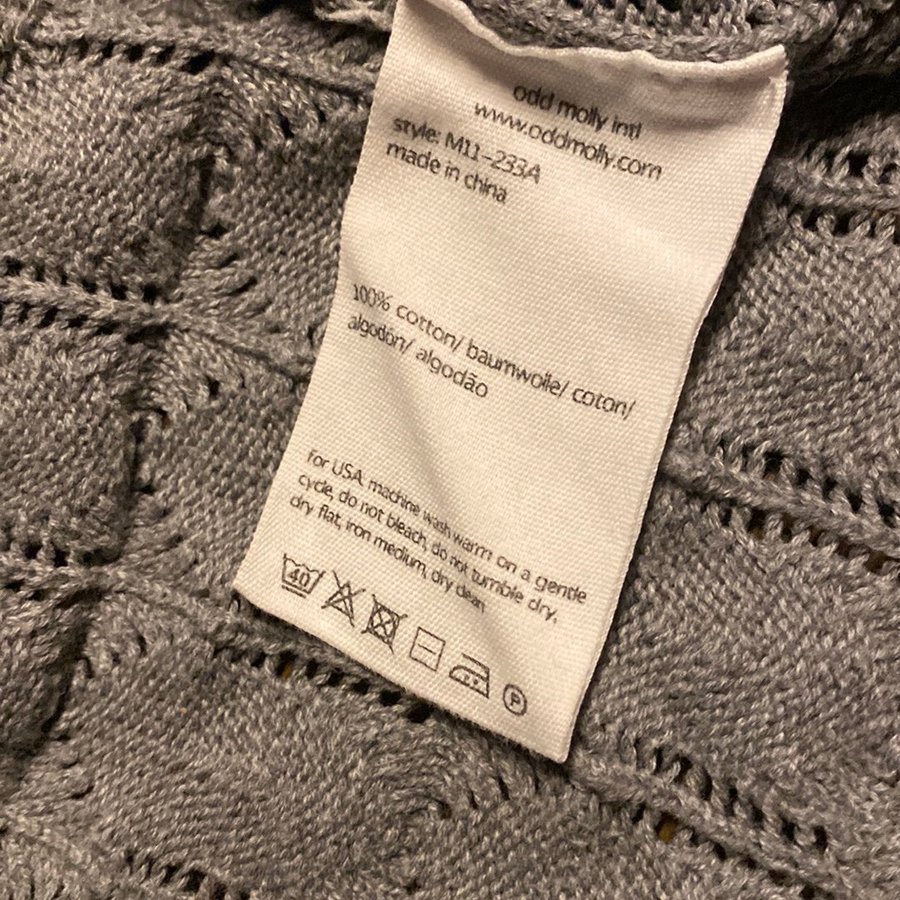 odd molly intl
www.oddmolly.com
style: M11-233A
made in china
100% cotton/ baumwolle/ coton/
algodón/ algodão
For USA machine wash warm on a gentle
cycle, do not bleach, do not tumble dry,
dry flat, iron medium, dry clean
40
P